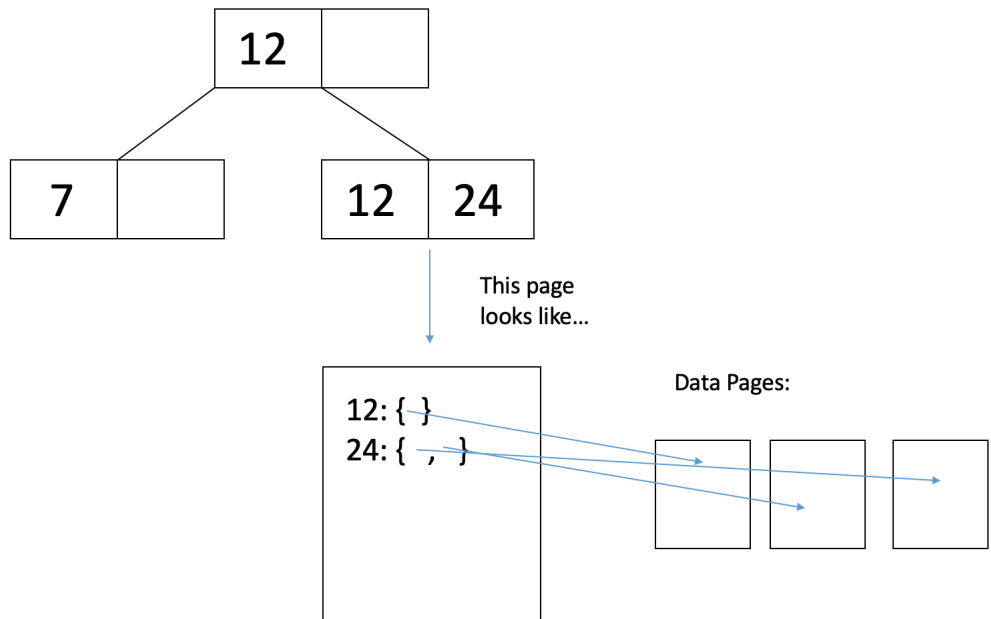 12
7
12 24
This page
looks like...
Data Pages:
12: { }
24: { , }